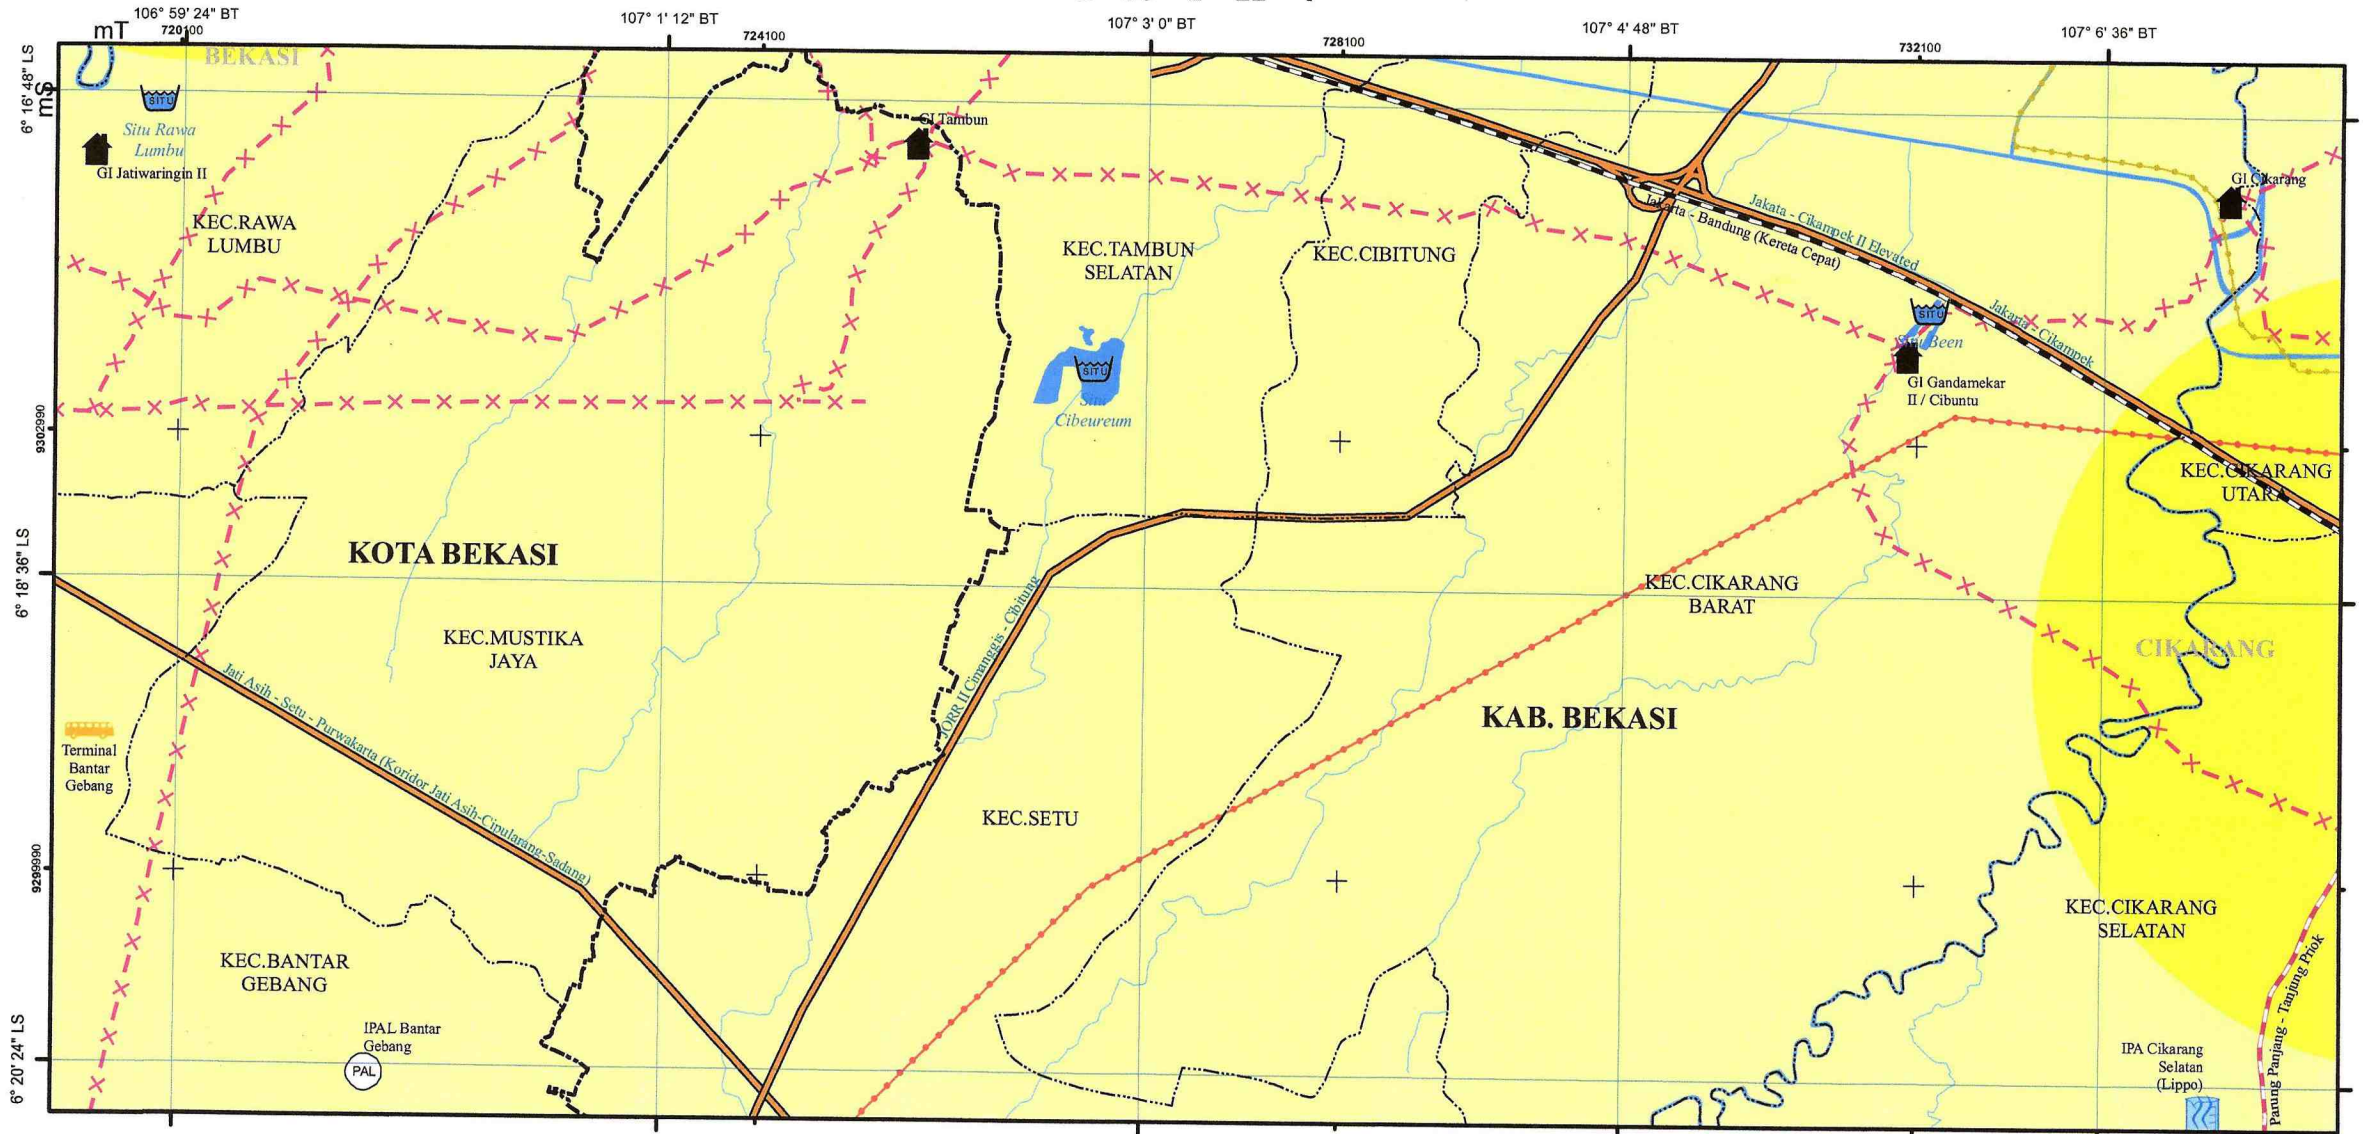 106° 59' 24" BT
107° 1' 12" BT
107° 3' 0" BT
107° 4' 48" BT
107° 6' 36" BT
mT
720100
724100
728100
732100
6° 16' 48" LS
mS
BEKASI
SITU
Situ Rawa
Lumbu
GI Jatiwaringin II
GI Tambun
GI Cikarang
KEC.RAWA
LUMBU
KEC.TAMBUN
SELATAN
KEC.CIBITUNG
Jakata - Cikampek II Elevated
Jakarta - Bandung (Kereta Cepat)
Jakarta - Cikampek
SITU
Situ Been
GI Gandamekar
II / Cibuntu
SITU
Situ
Cibeureum
9302990
KEC.CIKARANG
UTARA
6° 18' 36" LS
KOTA BEKASI
KEC.MUSTIKA
JAYA
KEC.CIKARANG
BARAT
CIKARANG
JORR II Cimanggis - Cibitung
Jati Asih - Setu - Purwakarta (Koridor Jati Asih-Cipularang-Sadang)
KAB. BEKASI
Terminal
Bantar
Gebang
KEC.SETU
9299990
KEC.CIKARANG
SELATAN
KEC.BANTAR
GEBANG
Parung Panjang - Tanjung Priok
6° 20' 24" LS
IPAL Bantar
Gebang
PAL
IPA Cikarang
Selatan
(Lippo)